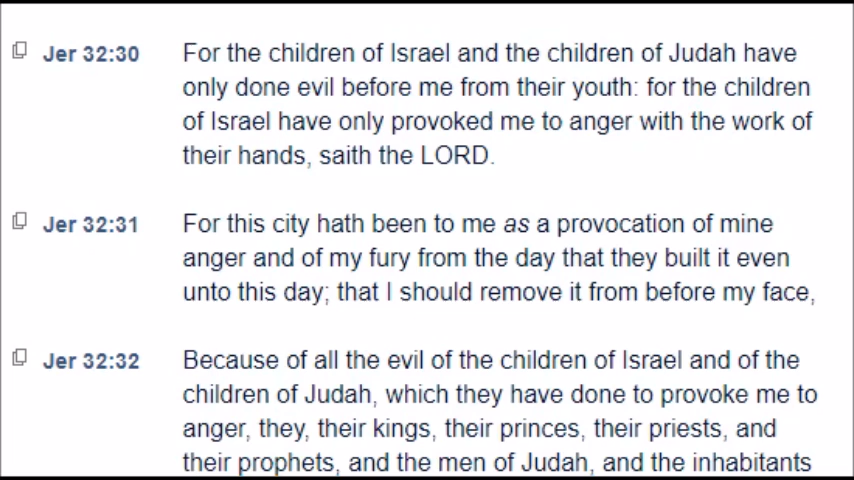 Jer 32:30 For the children of Israel and the children of Judah have
only done evil before me from their youth: for the children
of Israel have only provoked me to anger with the work of
their hands, saith the LORD.
Jer 32:31 For this city hath been to me as a provocation of mine
anger and of my fury from the day that they built it even
unto this day; that I should remove it from before my face,
Jer 32:32 Because of all the evil of the children of Israel and of the
children of Judah, which they have done to provoke me to
anger, they, their kings, their princes, their priests, and
their prophets, and the men of Judah, and the inhabitants